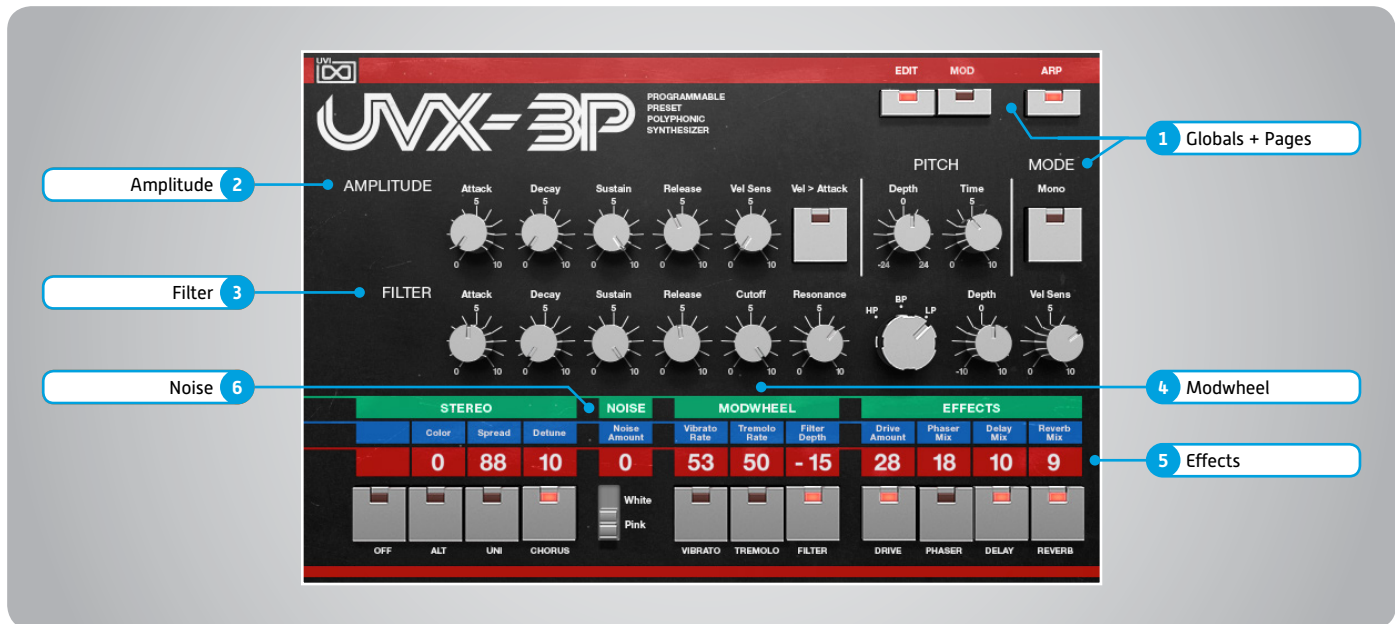 UVI
EDIT MOD ARP
UVX-3P
PROGRAMMABLE
PRESET
POLYPHONIC
SYNTHESIZER
1 Globals + Pages
PITCH MODE
Amplitude 2
AMPLITUDE
Attack Decay Sustain Release Vel Sens Vel > Attack Depth Time Mono
5 5 5 5 5 0 5
0 10 0 10 0 10 0 10 0 10 -24 24 0 10
Filter 3
FILTER
Attack Decay Sustain Release Cutoff Resonance Depth Vel Sens
5 5 5 5 5 5 0 5
HP BP LP
0 10 0 10 0 10 0 10 0 10 0 10 -10 10 0 10
Noise 6
4 Modwheel
STEREO NOISE MODWHEEL EFFECTS
Color Spread Detune Noise Amount Vibrato Rate Tremolo Rate Filter Depth Drive Amount Phaser Mix Delay Mix Reverb Mix
0 88 10 0 53 50 - 15 28 18 10 9
5 Effects
White
Pink
OFF ALT UNI CHORUS VIBRATO TREMOLO FILTER DRIVE PHASER DELAY REVERB